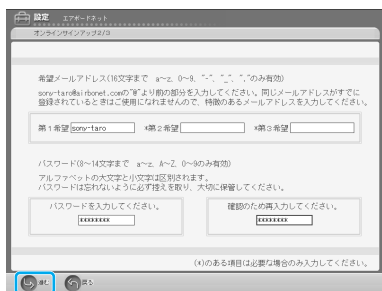 設定 エアボードネット
オンラインサインアップ2/3
希望メールアドレス(16文字まで a～z、0～9、"-"、"_"、"."のみ有効)
sony-taro@airbonet.comの"@"より前の部分を入力してください。同じメールアドレスがすでに
登録されているときはご使用になれませんので、特徴のあるメールアドレスを入力してください。
第1希望 sony-taro *第2希望 *第3希望
パスワード(8～14文字まで a～z、A～Z、0～9のみ有効)
アルファベットの大文字と小文字は区別されます。
パスワードは忘れないように必ず控えを取り、大切に保管してください。
パスワードを入力してください。 確認のため再入力してください。
******** ********
(*)のある項目は必要な場合のみ入力してください。
進む 戻る